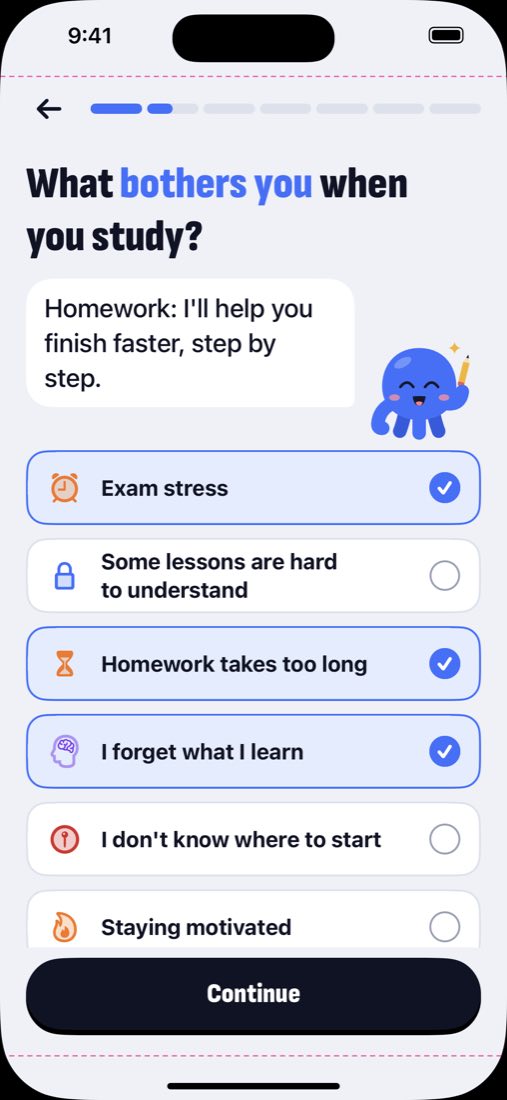 9:41
What bothers you when
you study?
Homework: I'll help you
finish faster, step by
step.
Exam stress
Some lessons are hard
to understand
Homework takes too long
I forget what I learn
I don't know where to start
Staying motivated
Continue